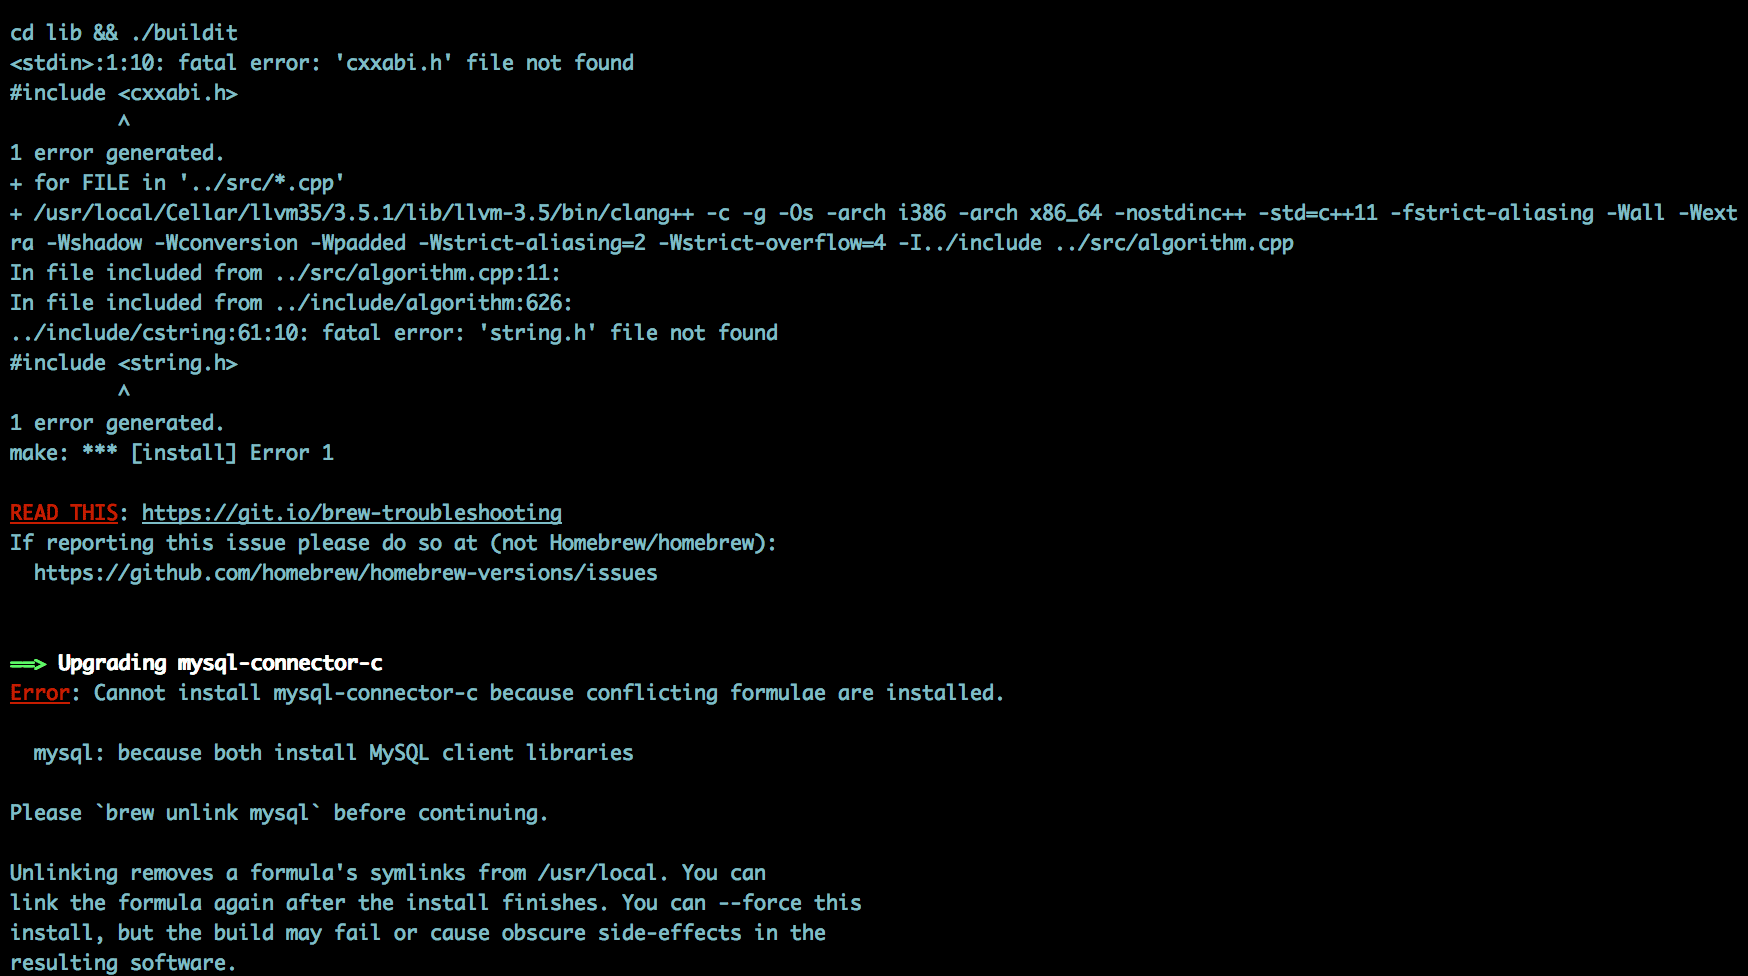 cd lib && ./buildit
<stdin>:1:10: fatal error: 'cxxabi.h' file not found
#include <cxxabi.h>
         ^
1 error generated.
+ for FILE in '../src/*.cpp'
+ /usr/local/Cellar/llvm35/3.5.1/lib/llvm-3.5/bin/clang++ -c -g -Os -arch i386 -arch x86_64 -nostdinc++ -std=c++11 -fstrict-aliasing -Wall -Wext
ra -Wshadow -Wconversion -Wpadded -Wstrict-aliasing=2 -Wstrict-overflow=4 -I../include ../src/algorithm.cpp
In file included from ../src/algorithm.cpp:11:
In file included from ../include/algorithm:626:
../include/cstring:61:10: fatal error: 'string.h' file not found
#include <string.h>
         ^
1 error generated.
make: *** [install] Error 1
READ THIS: https://git.io/brew-troubleshooting
If reporting this issue please do so at (not Homebrew/homebrew):
  https://github.com/homebrew/homebrew-versions/issues
==> Upgrading mysql-connector-c
Error: Cannot install mysql-connector-c because conflicting formulae are installed.
  mysql: because both install MySQL client libraries
Please `brew unlink mysql` before continuing.
Unlinking removes a formula's symlinks from /usr/local. You can
link the formula again after the install finishes. You can --force this
install, but the build may fail or cause obscure side-effects in the
resulting software.